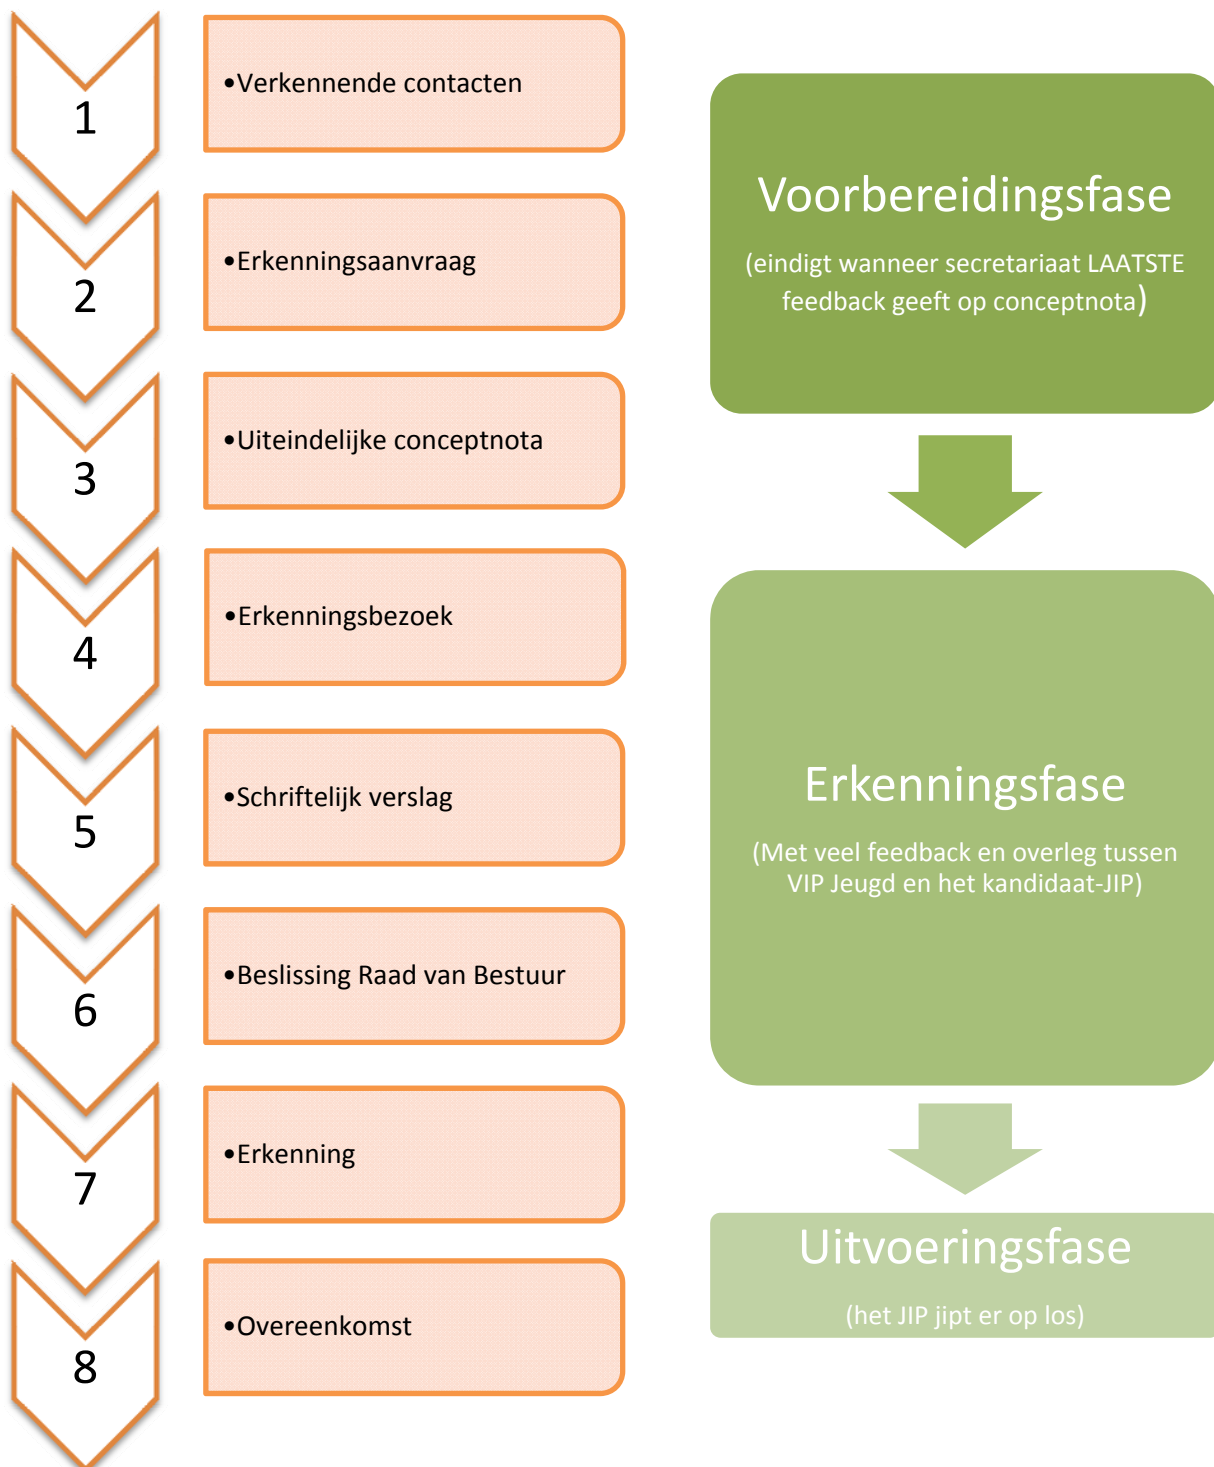 1
•Verkennende contacten
2
•Erkenningsaanvraag
3
•Uiteindelijke conceptnota
4
•Erkenningsbezoek
5
•Schriftelijk verslag
6
•Beslissing Raad van Bestuur
7
•Erkenning
8
•Overeenkomst
Voorbereidingsfase
(eindigt wanneer secretariaat LAATSTE
feedback geeft op conceptnota)
Erkenningsfase
(Met veel feedback en overleg tussen
VIP Jeugd en het kandidaat-JIP)
Uitvoeringsfase
(het JIP jipt er op los)